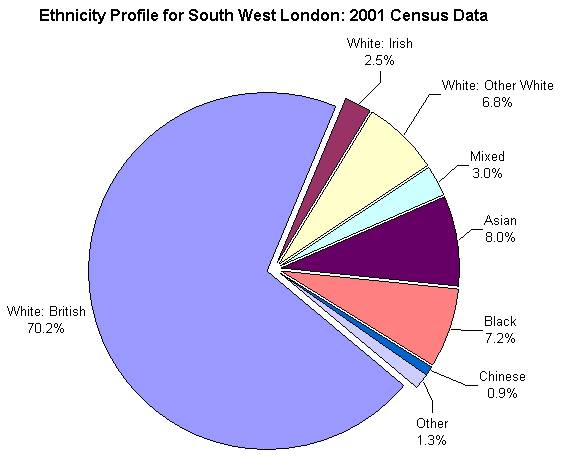 Ethnicity Profile for South West London: 2001 Census Data
White: Irish
2.5%
White: Other White
6.8%
Mixed
3.0%
Asian
8.0%
White: British
70.2%
Black
7.2%
Chinese
0.9%
Other
1.3%